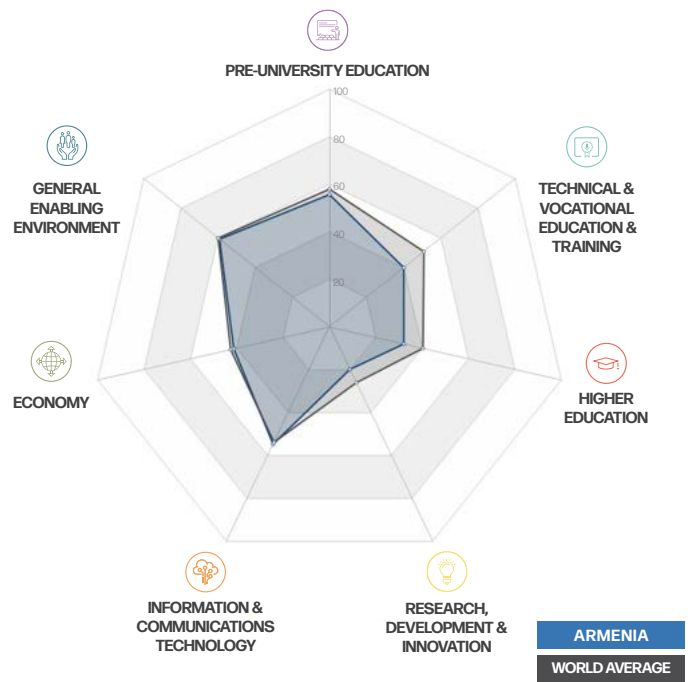 PRE-UNIVERSITY EDUCATION
100
80
60
40
20
GENERAL
ENABLING
ENVIRONMENT
TECHNICAL &
VOCATIONAL
EDUCATION &
TRAINING
ECONOMY
HIGHER
EDUCATION
INFORMATION &
COMMUNICATIONS
TECHNOLOGY
RESEARCH,
DEVELOPMENT &
INNOVATION
ARMENIA
WORLD AVERAGE